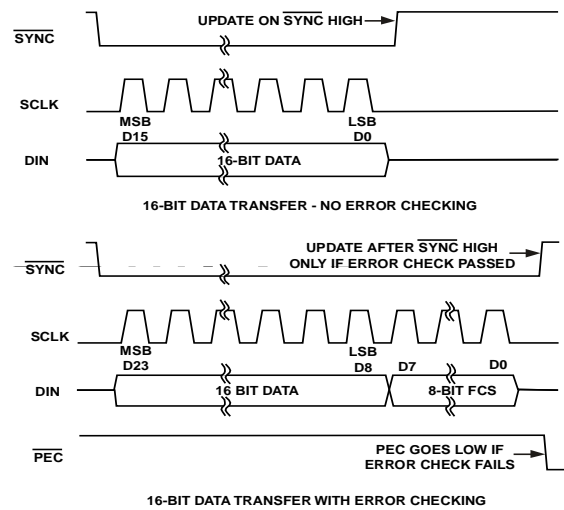 UPDATE ON SYNC HIGH
SYNC
SCLK
MSB
D15
LSB
D0
DIN
16-BIT DATA
16-BIT DATA TRANSFER - NO ERROR CHECKING
UPDATE AFTER SYNC HIGH
ONLY IF ERROR CHECK PASSED
SYNC
SCLK
MSB
D23
LSB
D8
D7
D0
DIN
16 BIT DATA
8-BIT FCS
PEC
PEC GOES LOW IF
ERROR CHECK FAILS
16-BIT DATA TRANSFER WITH ERROR CHECKING